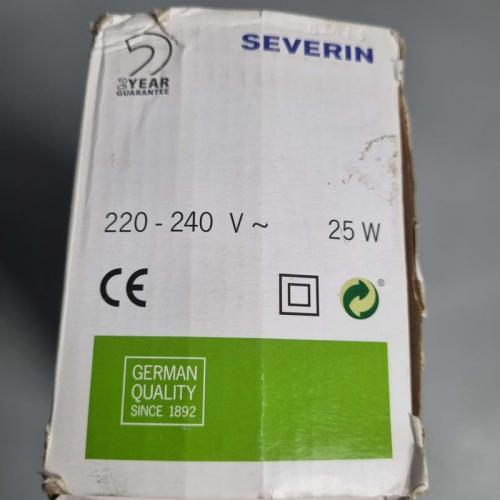 SEVERIN
2YEAR
GUARANTEE
220 - 240 V ~ 25 W
CE
GERMAN
QUALITY
SINCE 1892